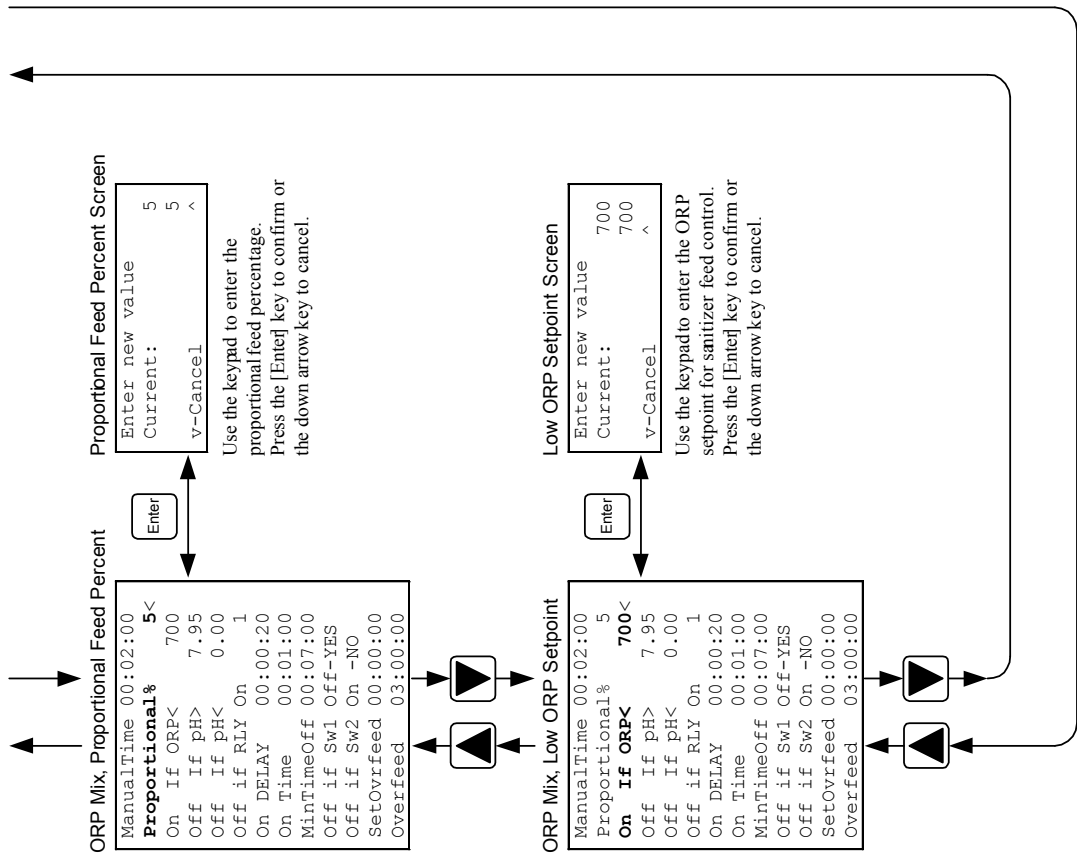 ORP Mix, Proportional Feed Percent
ManualTime 00:02:00
Proportional% 5<
On If ORP< 700
Off If pH> 7.95
Off If pH< 0.00
Off if RLY On 1
On DELAY 00:00:20
On Time 00:01:00
MinTimeOff 00:07:00
Off if Sw1 Off-YES
Off if Sw2 On -NO
SetOvrfeed 00:00:00
Overfeed 03:00:00
Enter
Proportional Feed Percent Screen
Enter new value
Current: 5
5
v-Cancel ^
Use the keypad to enter the
proportional feed percentage.
Press the [Enter] key to confirm or
the down arrow key to cancel.
ORP Mix, Low ORP Setpoint
ManualTime 00:02:00
Proportional% 5
On If ORP< 700<
Off If pH> 7.95
Off If pH< 0.00
Off if RLY On 1
On DELAY 00:00:20
On Time 00:01:00
MinTimeOff 00:07:00
Off if Sw1 Off-YES
Off if Sw2 On -NO
SetOvrfeed 00:00:00
Overfeed 03:00:00
Enter
Low ORP Setpoint Screen
Enter new value
Current: 700
700
v-Cancel ^
Use the keypad to enter the ORP
setpoint for sanitizer feed control.
Press the [Enter] key to confirm or
the down arrow key to cancel.